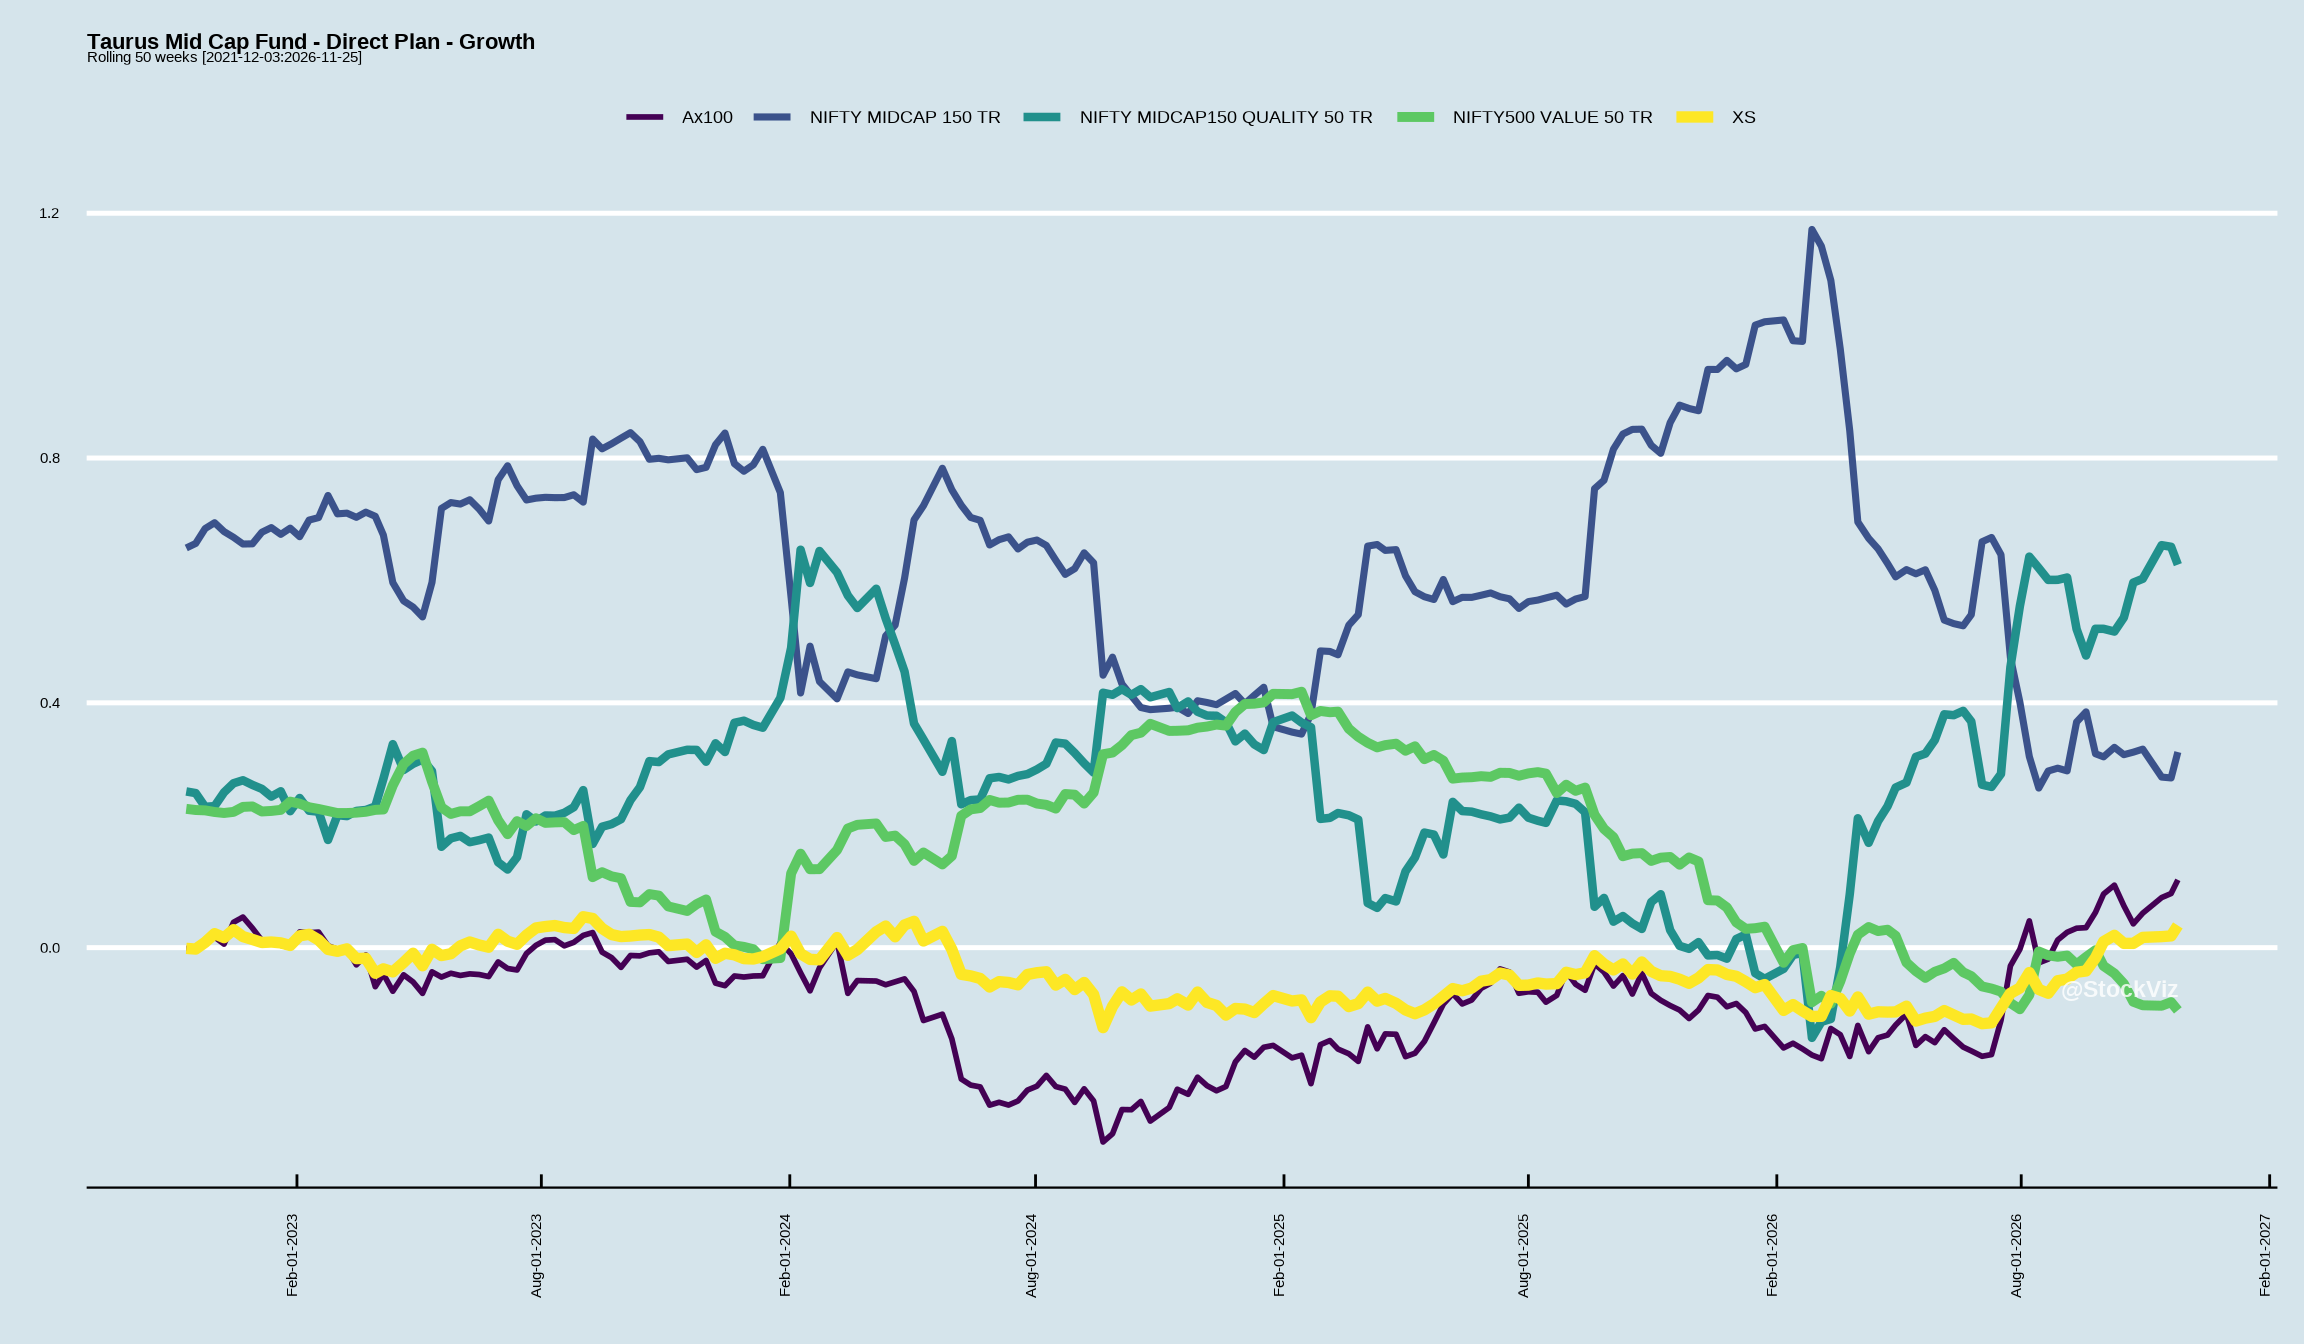 Taurus Mid Cap Fund - Direct Plan - Growth
Rolling 50 weeks [2021-12-03:2026-11-25]
Ax100 NIFTY MIDCAP 150 TR NIFTY MIDCAP150 QUALITY 50 TR NIFTY500 VALUE 50 TR XS
1.2
0.8
0.4
0.0
@StockViz
Feb-01-2023 Aug-01-2023 Feb-01-2024 Aug-01-2024 Feb-01-2025 Aug-01-2025 Feb-01-2026 Aug-01-2026 Feb-01-2027